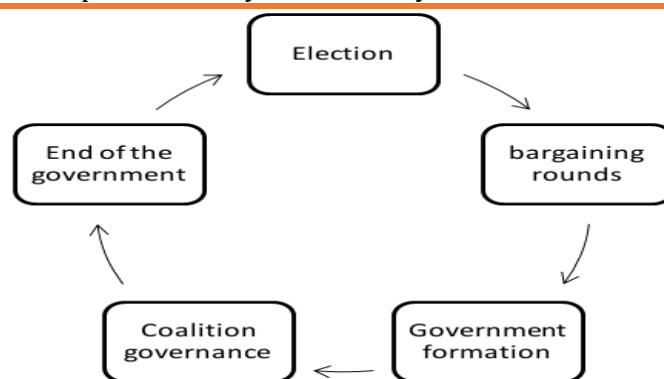 Election
bargaining
rounds
Government
formation
Coalition
governance
End of the
government